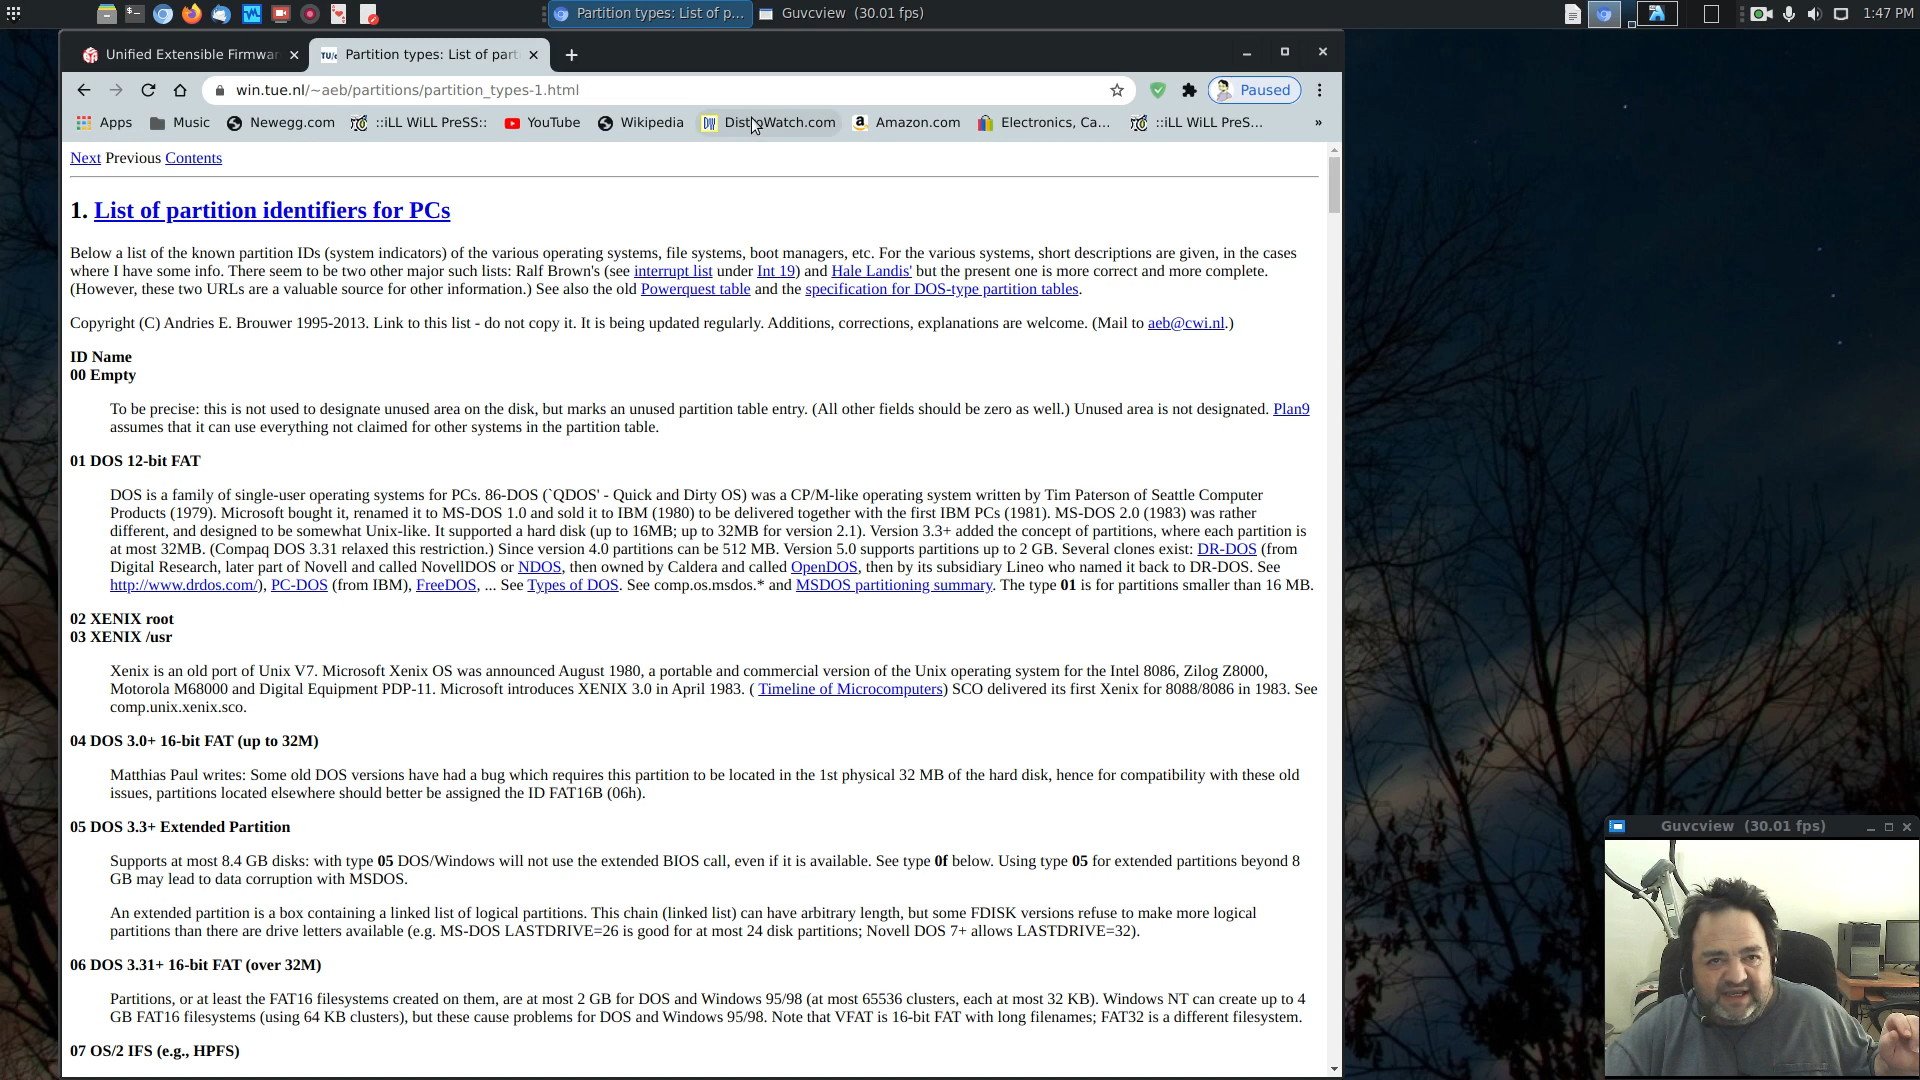 Partition types: List of p...
Guvcview (30.01 fps)
1:47 PM
Unified Extensible Firmwar
TU/e Partition types: List of part
win.tue.nl/~aeb/partitions/partition_types-1.html
Paused
Apps
Music
Newegg.com
::iLL WiLL PreSS::
YouTube
Wikipedia
DW DistroWatch.com
Amazon.com
Electronics, Ca...
::iLL WiLL PreS...
»
Next Previous Contents
1. List of partition identifiers for PCs
Below a list of the known partition IDs (system indicators) of the various operating systems, file systems, boot managers, etc. For the various systems, short descriptions are given, in the cases
where I have some info. There seem to be two other major such lists: Ralf Brown's (see interrupt list under Int 19) and Hale Landis' but the present one is more correct and more complete.
(However, these two URLs are a valuable source for other information.) See also the old Powerquest table and the specification for DOS-type partition tables.
Copyright (C) Andries E. Brouwer 1995-2013. Link to this list - do not copy it. It is being updated regularly. Additions, corrections, explanations are welcome. (Mail to aeb@cwi.nl.)
ID Name
00 Empty
To be precise: this is not used to designate unused area on the disk, but marks an unused partition table entry. (All other fields should be zero as well.) Unused area is not designated. Plan9
assumes that it can use everything not claimed for other systems in the partition table.
01 DOS 12-bit FAT
DOS is a family of single-user operating systems for PCs. 86-DOS (`QDOS' - Quick and Dirty OS) was a CP/M-like operating system written by Tim Paterson of Seattle Computer
Products (1979). Microsoft bought it, renamed it to MS-DOS 1.0 and sold it to IBM (1980) to be delivered together with the first IBM PCs (1981). MS-DOS 2.0 (1983) was rather
different, and designed to be somewhat Unix-like. It supported a hard disk (up to 16MB; up to 32MB for version 2.1). Version 3.3+ added the concept of partitions, where each partition is
at most 32MB. (Compaq DOS 3.31 relaxed this restriction.) Since version 4.0 partitions can be 512 MB. Version 5.0 supports partitions up to 2 GB. Several clones exist: DR-DOS (from
Digital Research, later part of Novell and called NovellDOS or NDOS, then owned by Caldera and called OpenDOS, then by its subsidiary Lineo who named it back to DR-DOS. See
http://www.drdos.com/), PC-DOS (from IBM), FreeDOS, ... See Types of DOS. See comp.os.msdos.* and MSDOS partitioning summary. The type 01 is for partitions smaller than 16 MB.
02 XENIX root
03 XENIX /usr
Xenix is an old port of Unix V7. Microsoft Xenix OS was announced August 1980, a portable and commercial version of the Unix operating system for the Intel 8086, Zilog Z8000,
Motorola M68000 and Digital Equipment PDP-11. Microsoft introduces XENIX 3.0 in April 1983. ( Timeline of Microcomputers) SCO delivered its first Xenix for 8088/8086 in 1983. See
comp.unix.xenix.sco.
04 DOS 3.0+ 16-bit FAT (up to 32M)
Matthias Paul writes: Some old DOS versions have had a bug which requires this partition to be located in the 1st physical 32 MB of the hard disk, hence for compatibility with these old
issues, partitions located elsewhere should better be assigned the ID FAT16B (06h).
05 DOS 3.3+ Extended Partition
Supports at most 8.4 GB disks: with type 05 DOS/Windows will not use the extended BIOS call, even if it is available. See type 0f below. Using type 05 for extended partitions beyond 8
GB may lead to data corruption with MSDOS.
An extended partition is a box containing a linked list of logical partitions. This chain (linked list) can have arbitrary length, but some FDISK versions refuse to make more logical
partitions than there are drive letters available (e.g. MS-DOS LASTDRIVE=26 is good for at most 24 disk partitions; Novell DOS 7+ allows LASTDRIVE=32).
06 DOS 3.31+ 16-bit FAT (over 32M)
Partitions, or at least the FAT16 filesystems created on them, are at most 2 GB for DOS and Windows 95/98 (at most 65536 clusters, each at most 32 KB). Windows NT can create up to 4
GB FAT16 filesystems (using 64 KB clusters), but these cause problems for DOS and Windows 95/98. Note that VFAT is 16-bit FAT with long filenames; FAT32 is a different filesystem.
07 OS/2 IFS (e.g., HPFS)
Guvcview (30.01 fps)